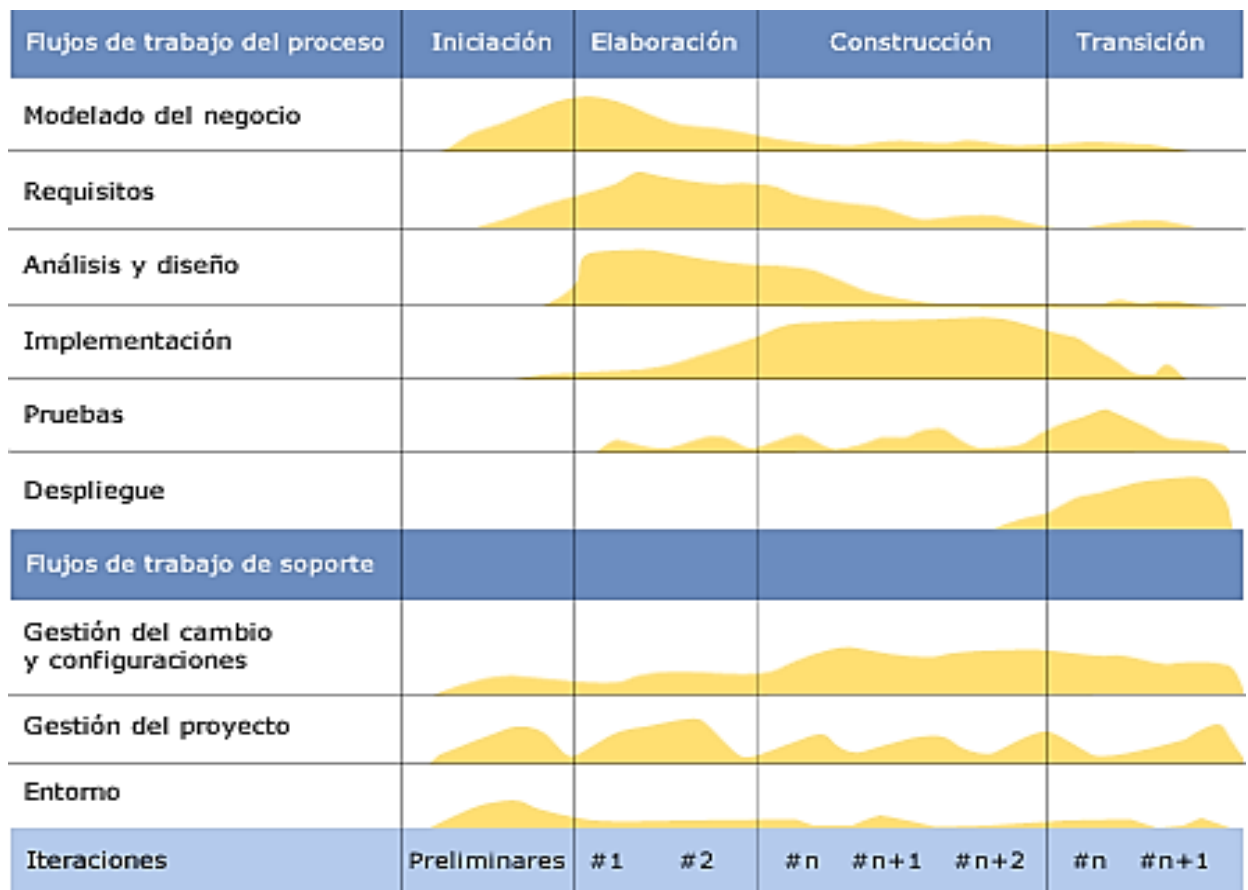 Flujos de trabajo del proceso Iniciación Elaboración Construcción Transición
Modelado del negocio
Requisitos
Análisis y diseño
Implementación
Pruebas
Despliegue
Flujos de trabajo de soporte
Gestión del cambio
y configuraciones
Gestión del proyecto
Entorno
Iteraciones Preliminares #1 #2 #n #n+1 #n+2 #n #n+1